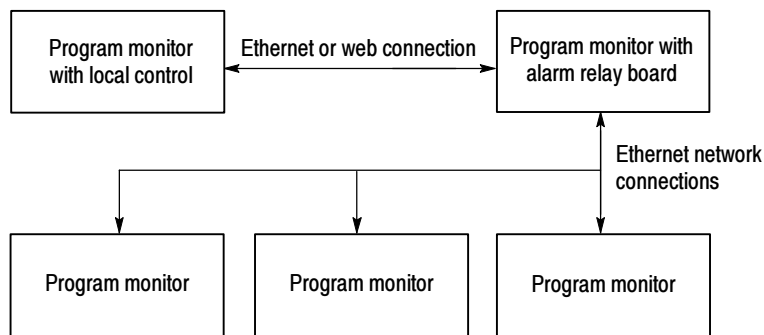 Program monitor
with local control
Ethernet or web connection
Program monitor with
alarm relay board
Ethernet network
connections
Program monitor
Program monitor
Program monitor